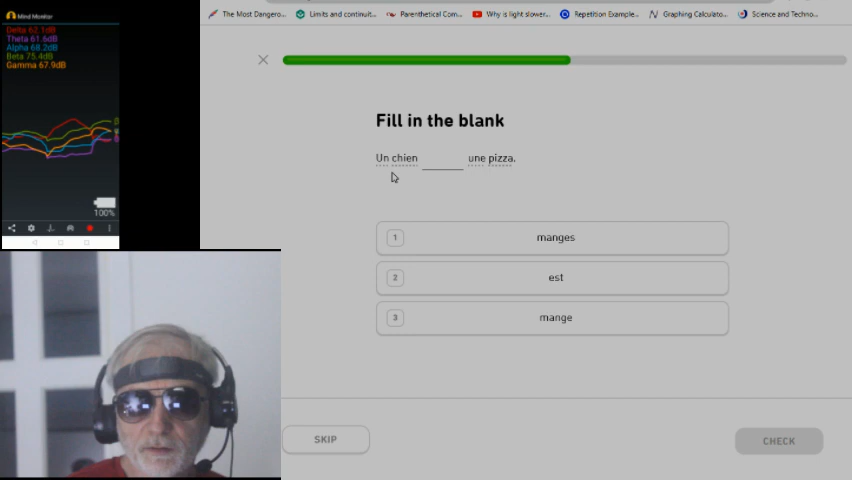 Mind Monitor
Delta 62.1dB
Theta 61.6dB
Alpha 68.2dB
Beta 75.4dB
Gamma 67.9dB
100%
The Most Dangero...
Limits and continuit...
Parenthetical Com...
Why is light slower...
Repetition Example...
Graphing Calculato...
Science and Techno...
Fill in the blank
Un chien ______ une pizza.
1 manges
2 est
3 mange
SKIP
CHECK